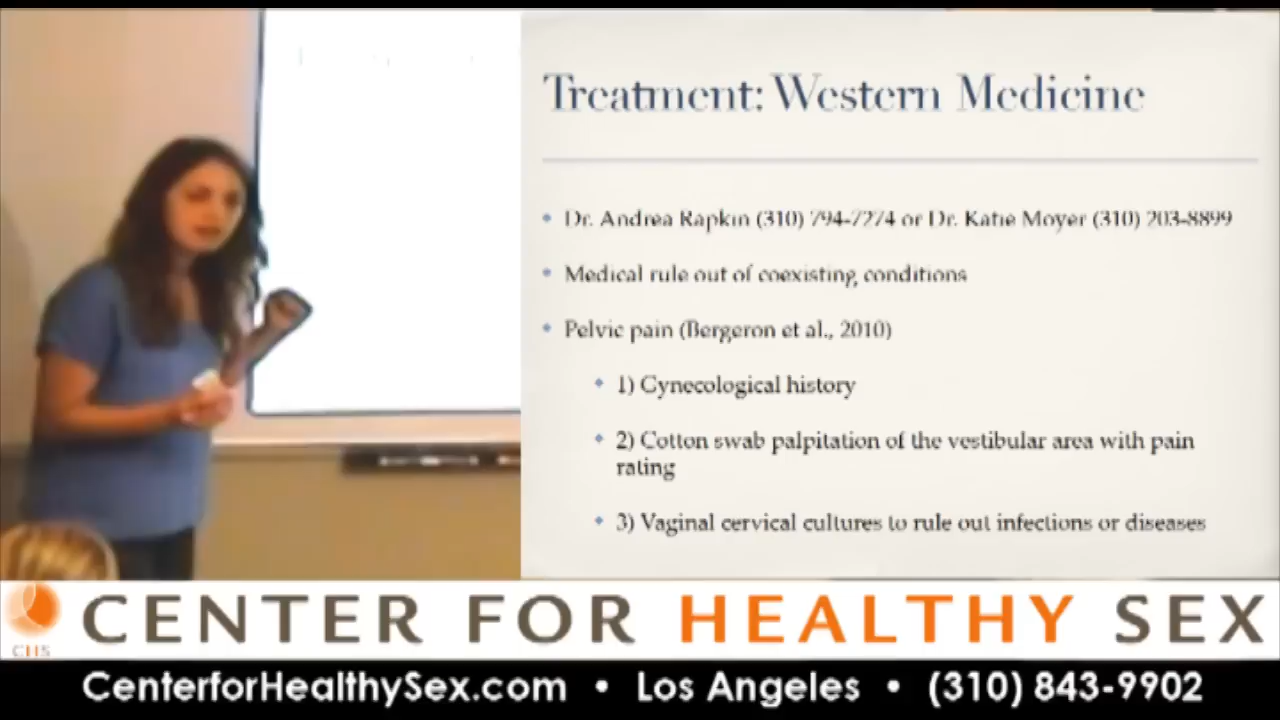 Treatment: Western Medicine
• Dr. Andrea Rapkin (310) 794-7274 or Dr. Katie Moyer (310) 203-8899
• Medical rule out of coexisting conditions
• Pelvic pain (Bergeron et al., 2010)
1) Gynecological history
2) Cotton swab palpitation of the vestibular area with pain
rating
3) Vaginal cervical cultures to rule out infections or diseases
CENTER FOR HEALTHY SEX
CHS
CenterforHealthySex.com • Los Angeles • (310) 843-9902